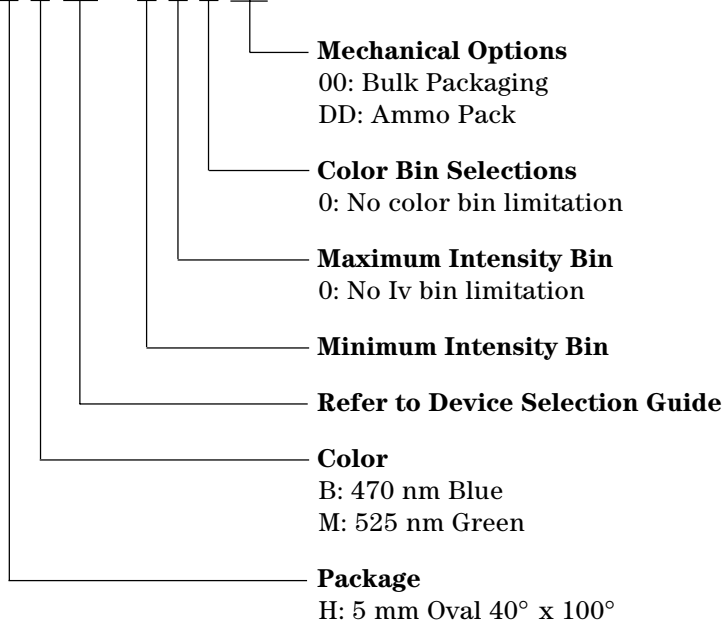 Mechanical Options
00: Bulk Packaging
DD: Ammo Pack
Color Bin Selections
0: No color bin limitation
Maximum Intensity Bin
0: No Iv bin limitation
Minimum Intensity Bin
Refer to Device Selection Guide
Color
B: 470 nm Blue
M: 525 nm Green
Package
H: 5 mm Oval 40° x 100°